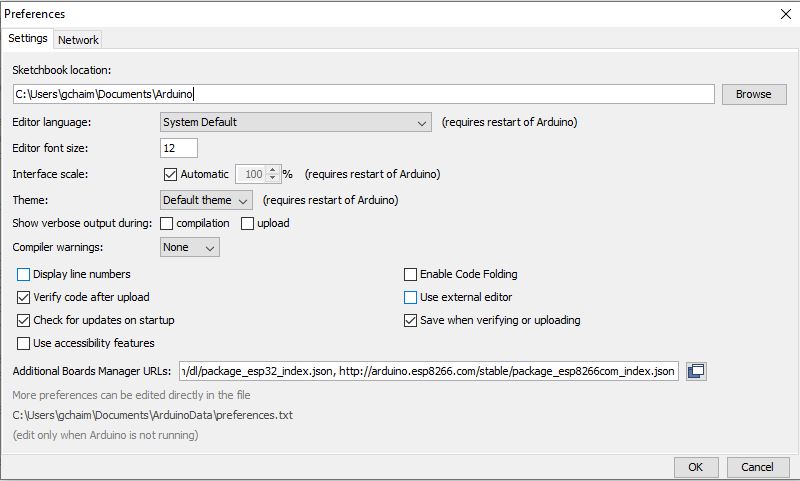 Preferences
Settings Network
Sketchbook location:
C:\Users\gchaim\Documents\Arduino
Browse
Editor language: System Default (requires restart of Arduino)
Editor font size: 12
Interface scale: Automatic 100 % (requires restart of Arduino)
Theme: Default theme (requires restart of Arduino)
Show verbose output during: compilation upload
Compiler warnings: None
Display line numbers Enable Code Folding
Verify code after upload Use external editor
Check for updates on startup Save when verifying or uploading
Use accessibility features
Additional Boards Manager URLs: /dl/package_esp32_index.json, http://arduino.esp8266.com/stable/package_esp8266com_index.json
More preferences can be edited directly in the file
C:\Users\gchaim\Documents\ArduinoData\preferences.txt
(edit only when Arduino is not running)
OK Cancel